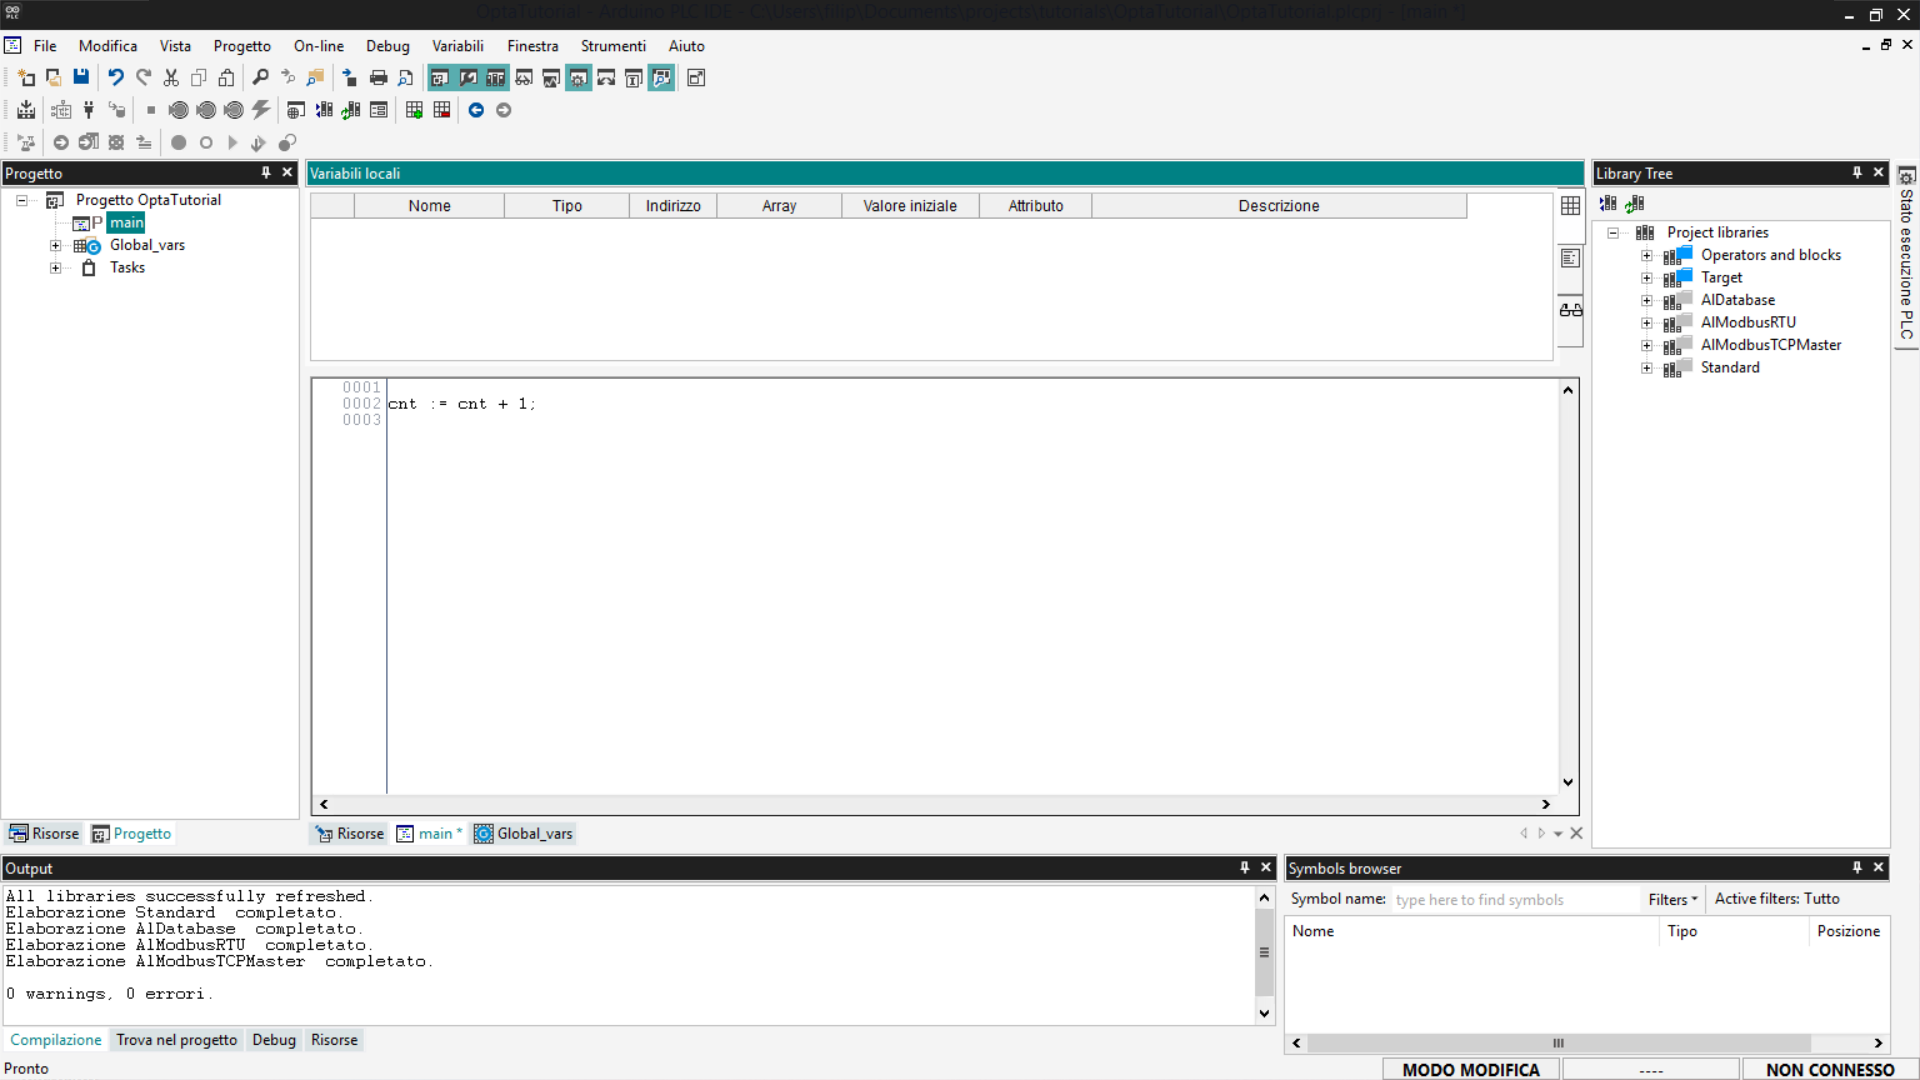 OptaTutorial - Arduino PLC IDE - C:\Users\filip\Documents\projects\tutorials\OptaTutorial\OptaTutorial.plcprj - [main *]
File Modifica Vista Progetto On-line Debug Variabili Finestra Strumenti Aiuto
Progetto
Progetto OptaTutorial
P main
Global_vars
Tasks
Risorse Progetto
Variabili locali
Nome Tipo Indirizzo Array Valore iniziale Attributo Descrizione
0001
0002 cnt := cnt + 1;
0003
Risorse main * Global_vars
Library Tree
Project libraries
Operators and blocks
Target
AlDatabase
AlModbusRTU
AlModbusTCPMaster
Standard
Stato esecuzione PLC
Output
All libraries successfully refreshed.
Elaborazione Standard completato.
Elaborazione AlDatabase completato.
Elaborazione AlModbusRTU completato.
Elaborazione AlModbusTCPMaster completato.
0 warnings, 0 errori.
Compilazione Trova nel progetto Debug Risorse
Symbols browser
Symbol name: type here to find symbols Filters Active filters: Tutto
Nome Tipo Posizione
Pronto
MODO MODIFICA ---- NON CONNESSO